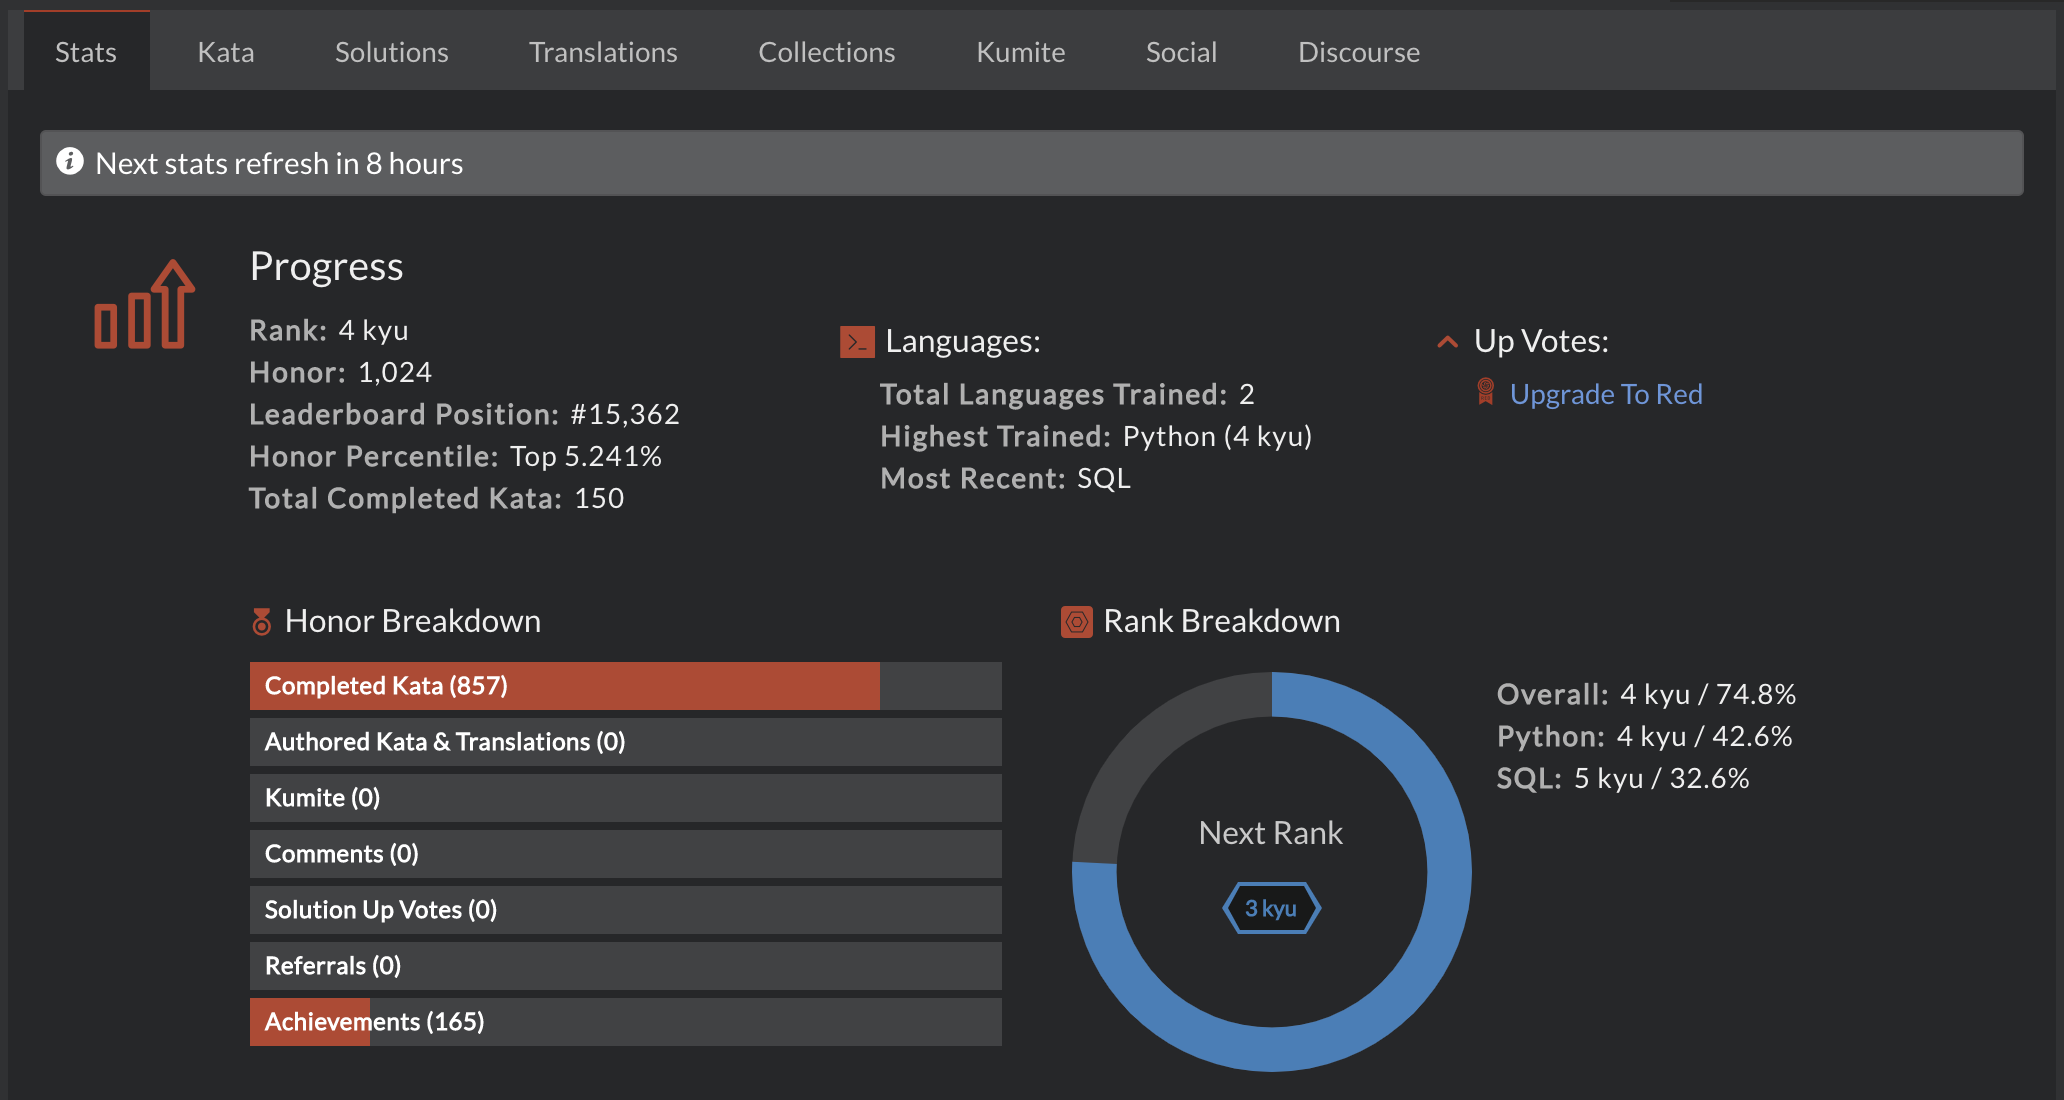 Stats Kata Solutions Translations Collections Kumite Social Discourse
Next stats refresh in 8 hours
Progress
Rank: 4 kyu
Honor: 1,024
Leaderboard Position: #15,362
Honor Percentile: Top 5.241%
Total Completed Kata: 150
>_ Languages:
Total Languages Trained: 2
Highest Trained: Python (4 kyu)
Most Recent: SQL
Up Votes:
Upgrade To Red
Honor Breakdown
Completed Kata (857)
Authored Kata & Translations (0)
Kumite (0)
Comments (0)
Solution Up Votes (0)
Referrals (0)
Achievements (165)
Rank Breakdown
Next Rank
3 kyu
Overall: 4 kyu / 74.8%
Python: 4 kyu / 42.6%
SQL: 5 kyu / 32.6%